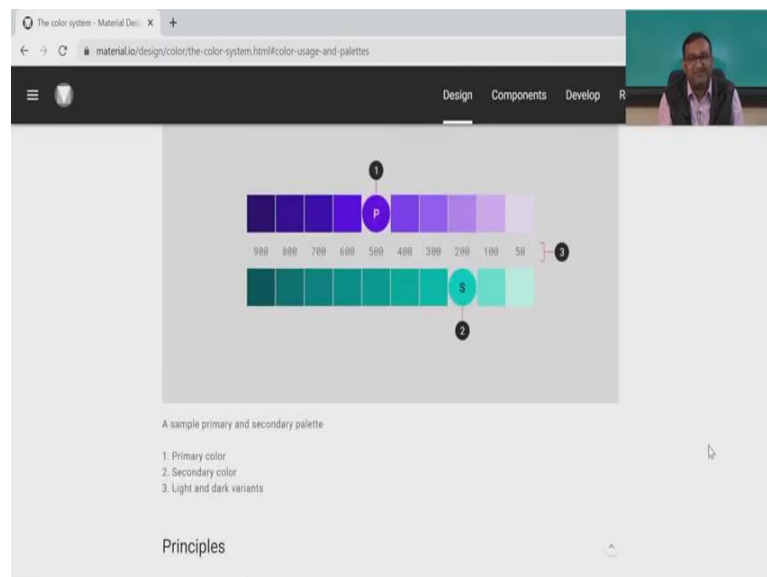 The color system - Material Desi
material.io/design/color/the-color-system.html#color-usage-and-palettes
Design Components Develop R
1
P
900 800 700 600 500 400 300 200 100 50
3
S
2
A sample primary and secondary palette
1. Primary color
2. Secondary color
3. Light and dark variants
Principles